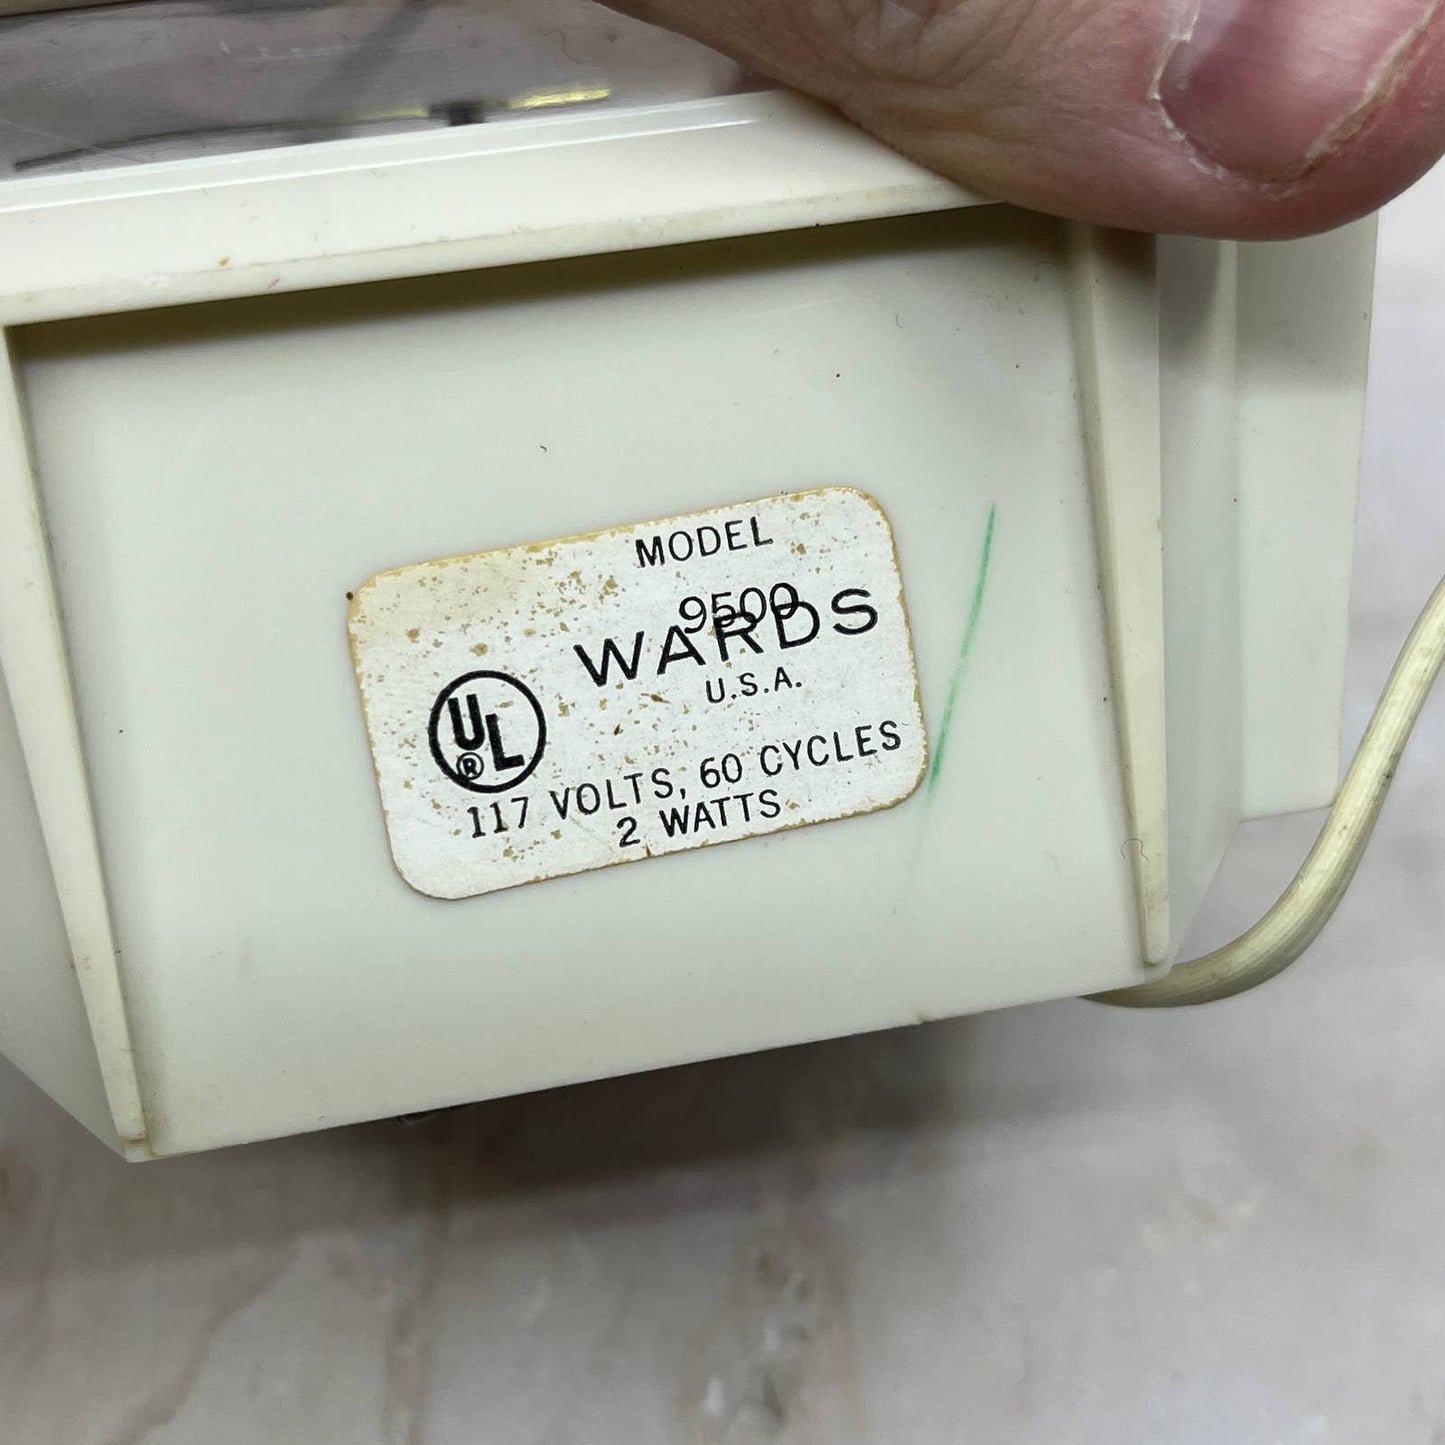 MODEL
9500
WARDS
U.S.A.
UL
®
117 VOLTS, 60 CYCLES
2 WATTS